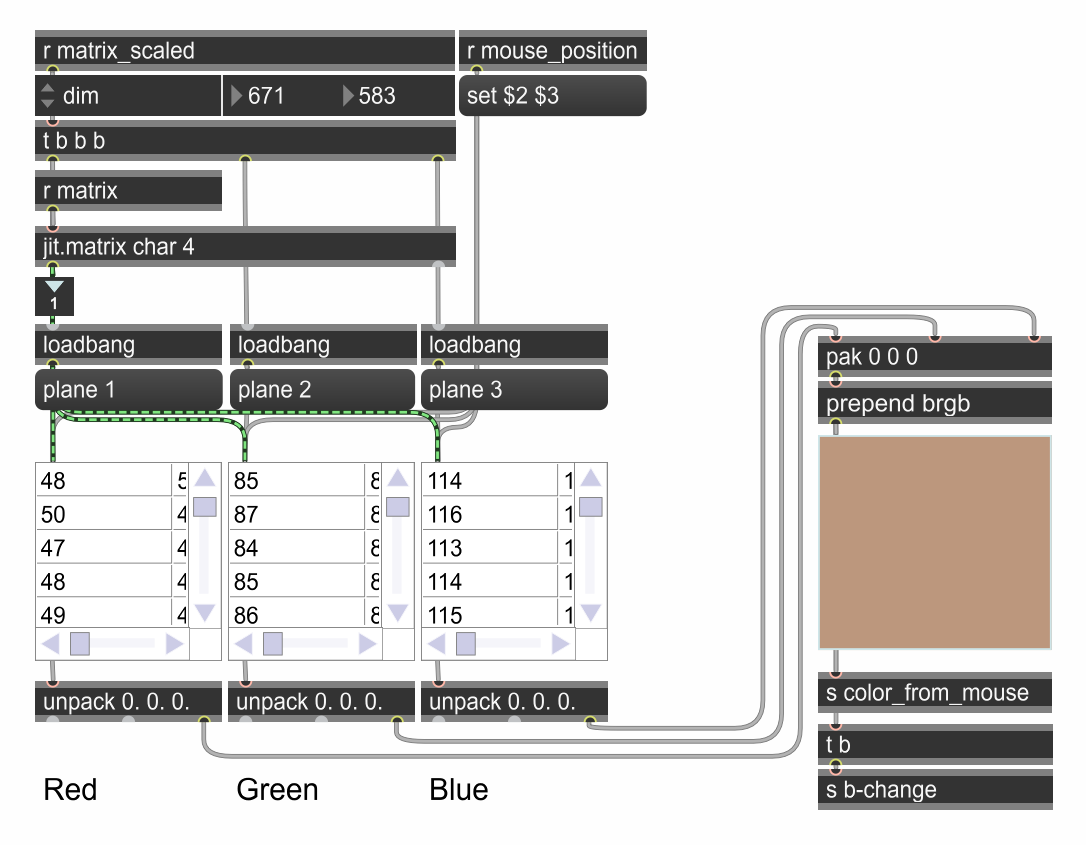 r matrix_scaled
r mouse_position
dim 671 583
set $2 $3
t b b b
r matrix
jit.matrix char 4
1
loadbang loadbang loadbang
plane 1 plane 2 plane 3
48 5 85 8 114 1
50 4 87 8 116 1
47 4 84 8 113 1
48 4 85 8 114 1
49 4 86 8 115 1
unpack 0. 0. 0. unpack 0. 0. 0. unpack 0. 0. 0.
Red Green Blue
pak 0 0 0
prepend brgb
s color_from_mouse
t b
s b-change